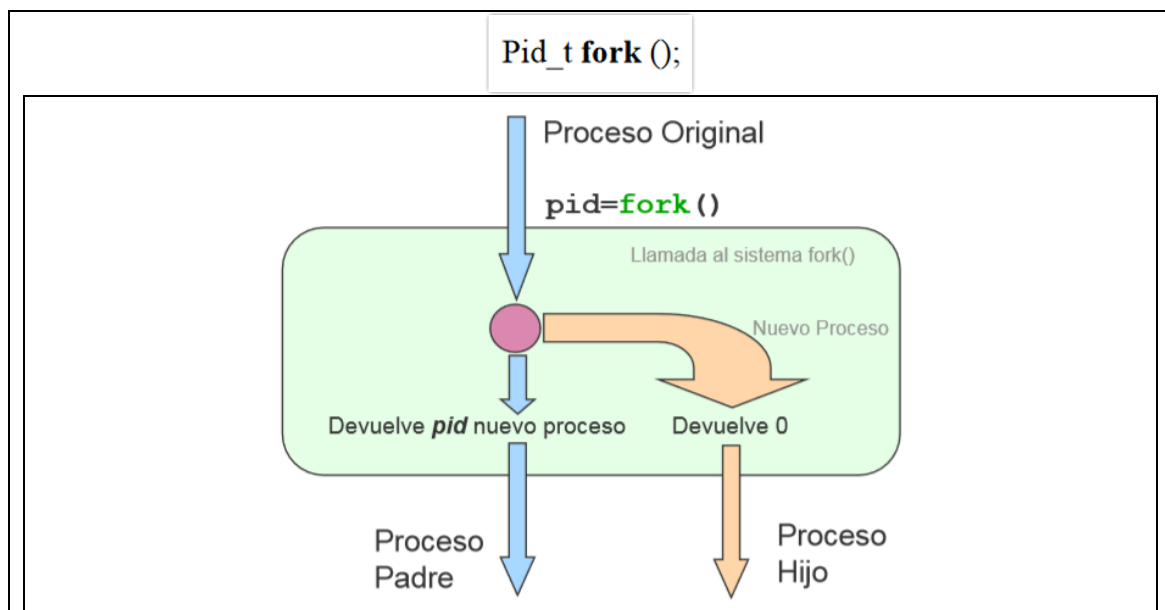 Pid_t fork ();
Proceso Original
pid=fork()
Llamada al sistema fork()
Nuevo Proceso
Devuelve pid nuevo proceso
Devuelve 0
Proceso
Padre
Proceso
Hijo